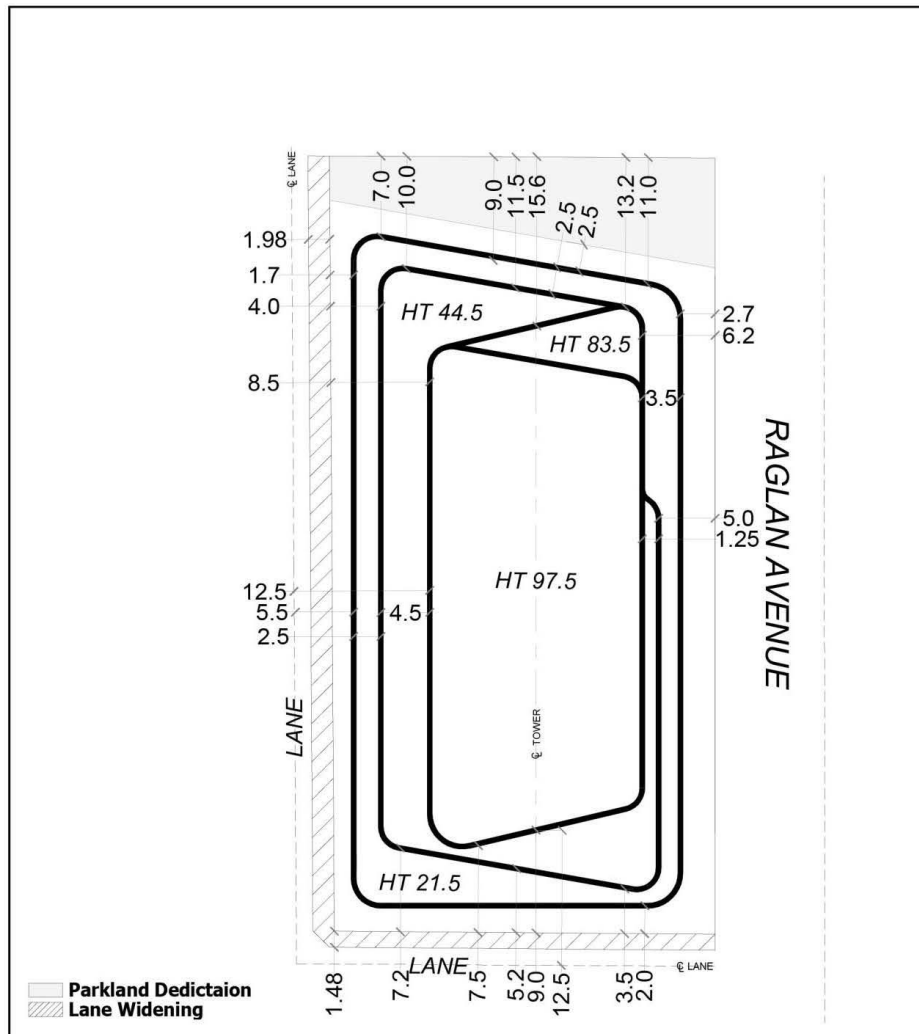 ℄ LANE
7.0
10.0
9.0
11.5
15.6
2.5
2.5
13.2
11.0
1.98
1.7
4.0
8.5
HT 44.5
HT 83.5
2.7
6.2
3.5
RAGLAN AVENUE
5.0
1.25
HT 97.5
12.5
5.5
2.5
4.5
LANE
℄ TOWER
HT 21.5
LANE
℄ LANE
1.48
7.2
7.5
5.2
9.0
12.5
3.5
2.0
Parkland Dedictaion
Lane Widening